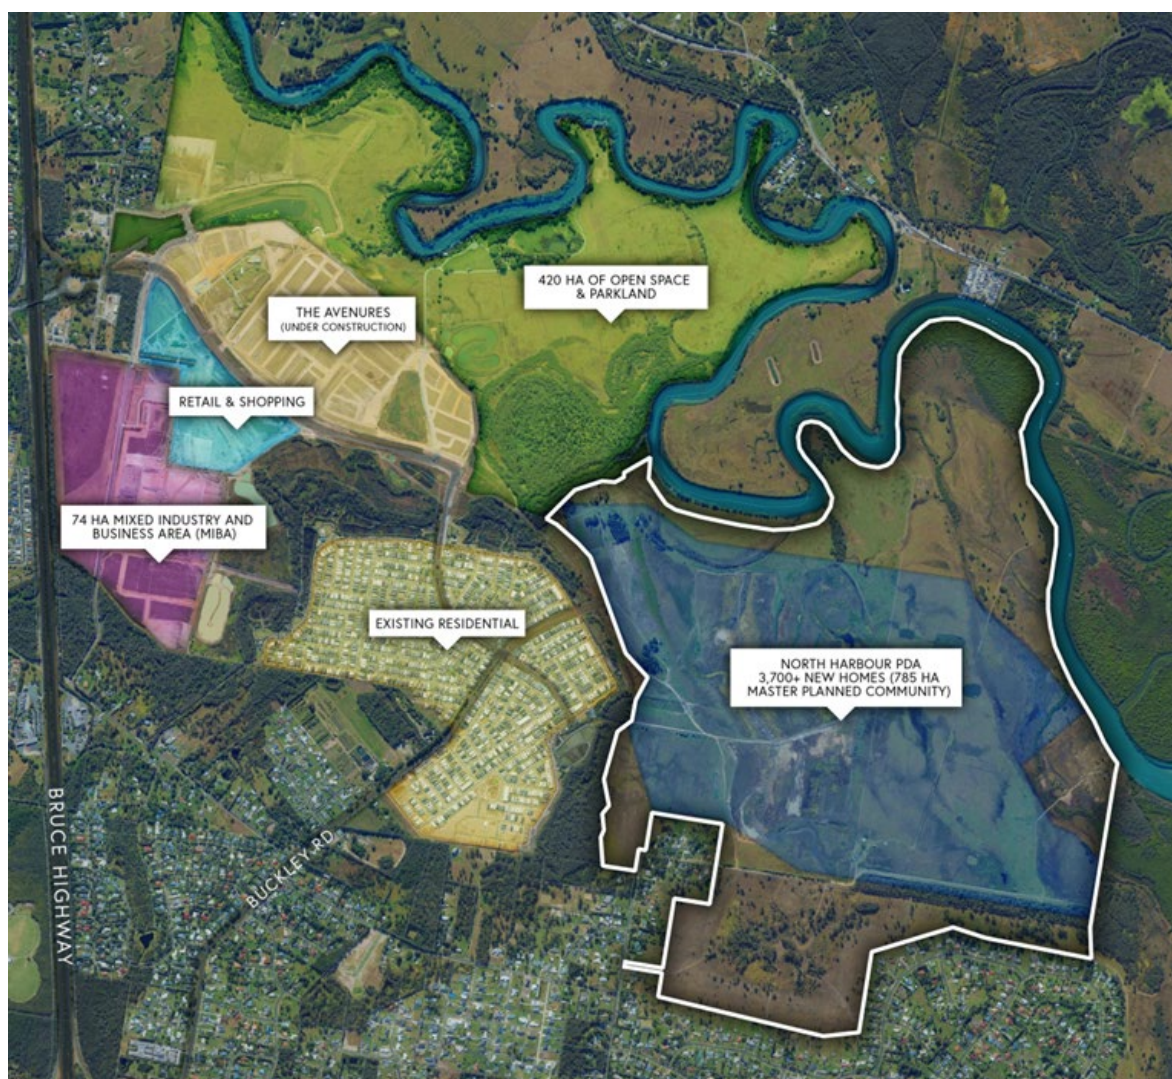 420 HA OF OPEN SPACE
& PARKLAND
THE AVENURES
(UNDER CONSTRUCTION)
RETAIL & SHOPPING
74 HA MIXED INDUSTRY AND
BUSINESS AREA (MIBA)
EXISTING RESIDENTIAL
NORTH HARBOUR PDA
3,700+ NEW HOMES (785 HA
MASTER PLANNED COMMUNITY)
BRUCE HIGHWAY
BUCKLEY RD